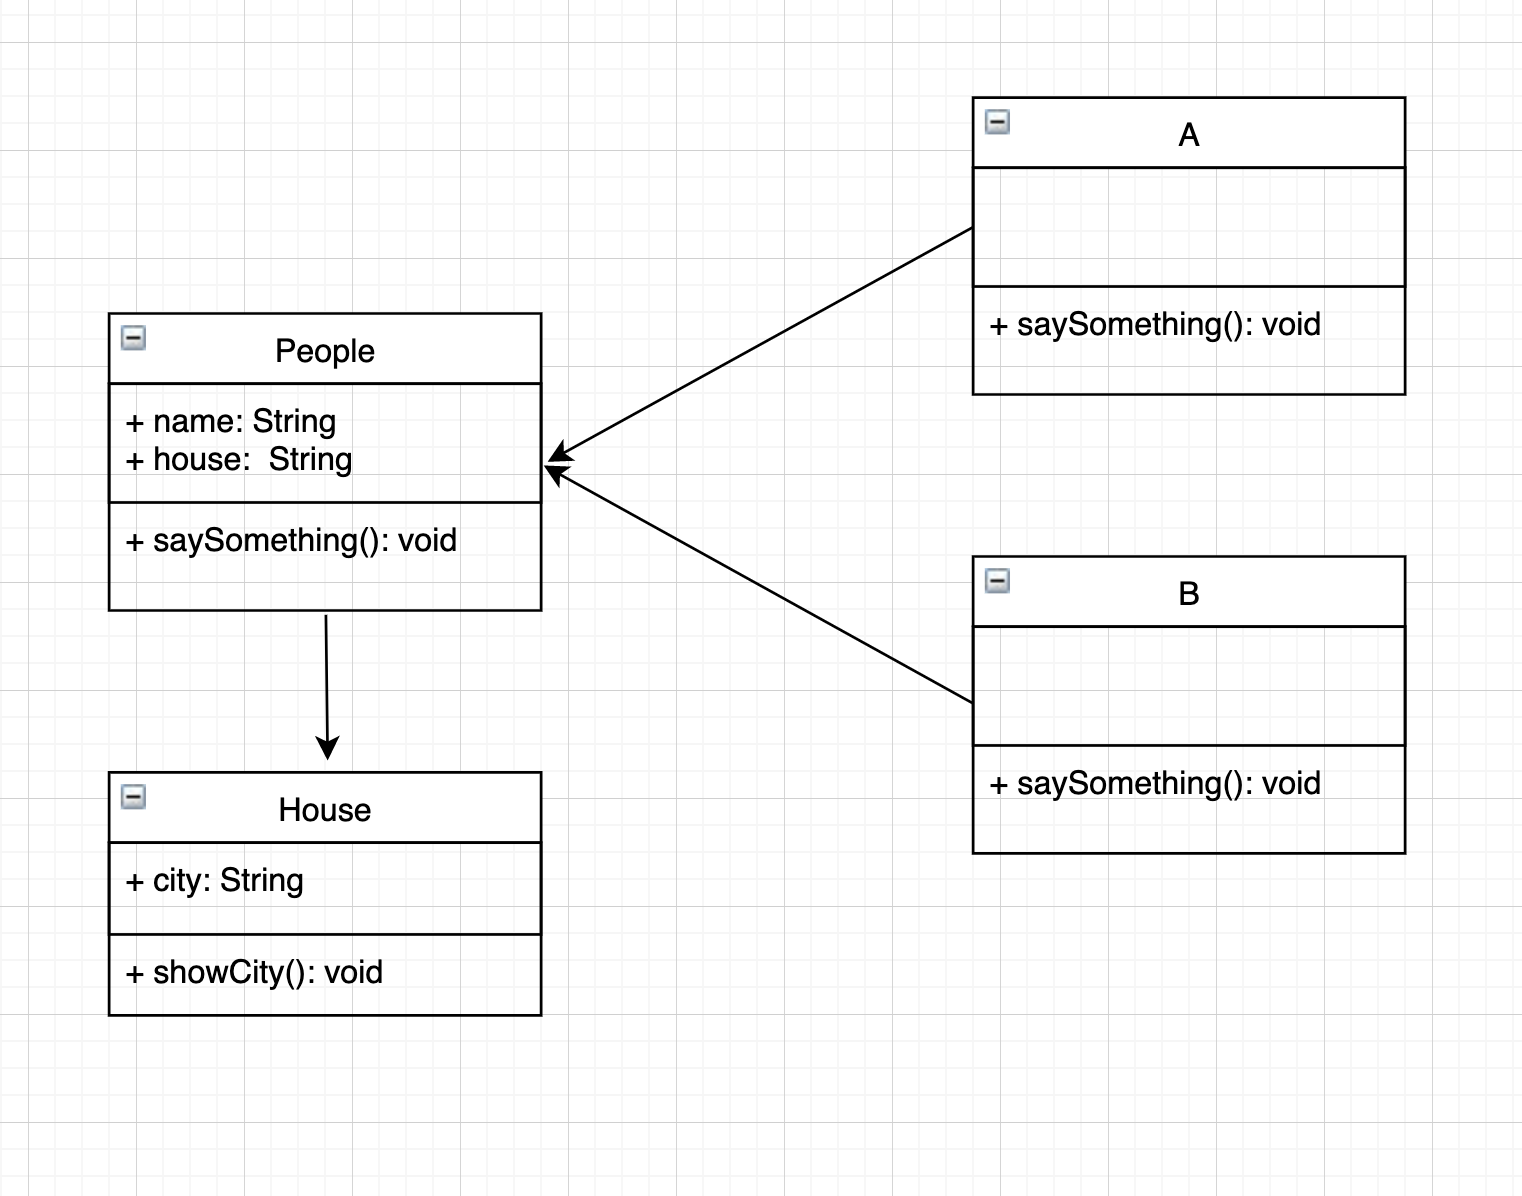 People
+ name: String
+ house:  String
+ saySomething(): void
House
+ city: String
+ showCity(): void
A
+ saySomething(): void
B
+ saySomething(): void